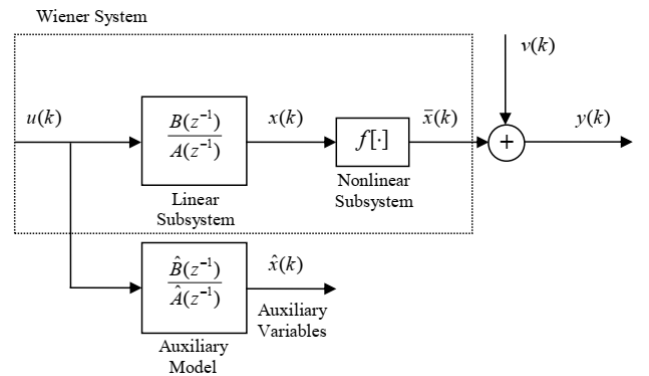 Wiener System
v(k)
u(k)
B(z⁻¹)
A(z⁻¹)
x(k)
f[·]
x̅(k)
+
y(k)
Linear
Subsystem
Nonlinear
Subsystem
B̂(z⁻¹)
Â(z⁻¹)
x̂(k)
Auxiliary
Variables
Auxiliary
Model